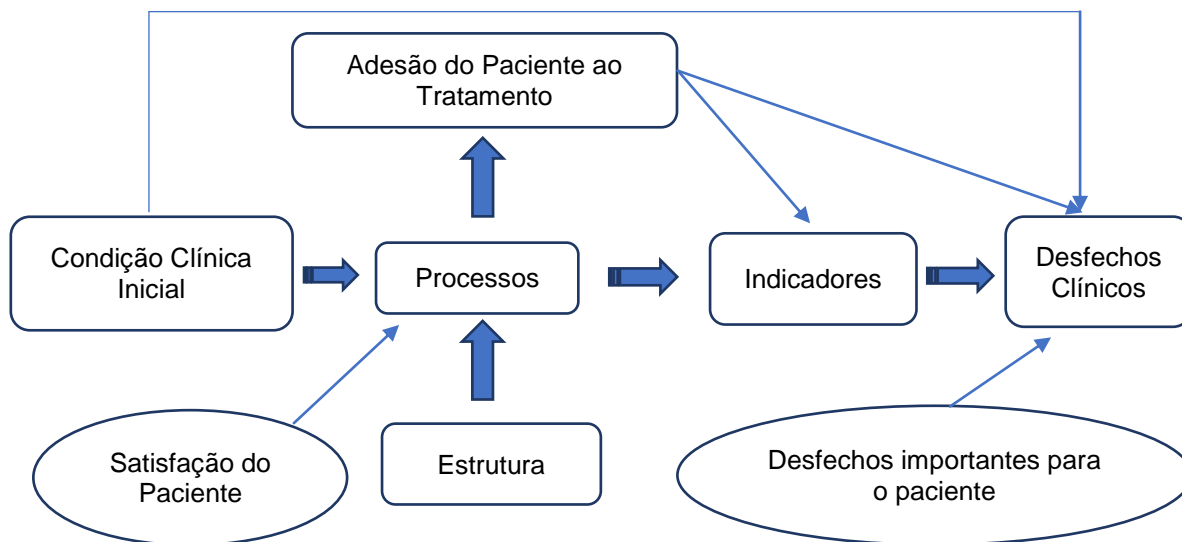 Adesão do Paciente ao
Tratamento
Condição Clínica
Inicial
Processos
Indicadores
Desfechos
Clínicos
Satisfação do
Paciente
Estrutura
Desfechos importantes para
o paciente